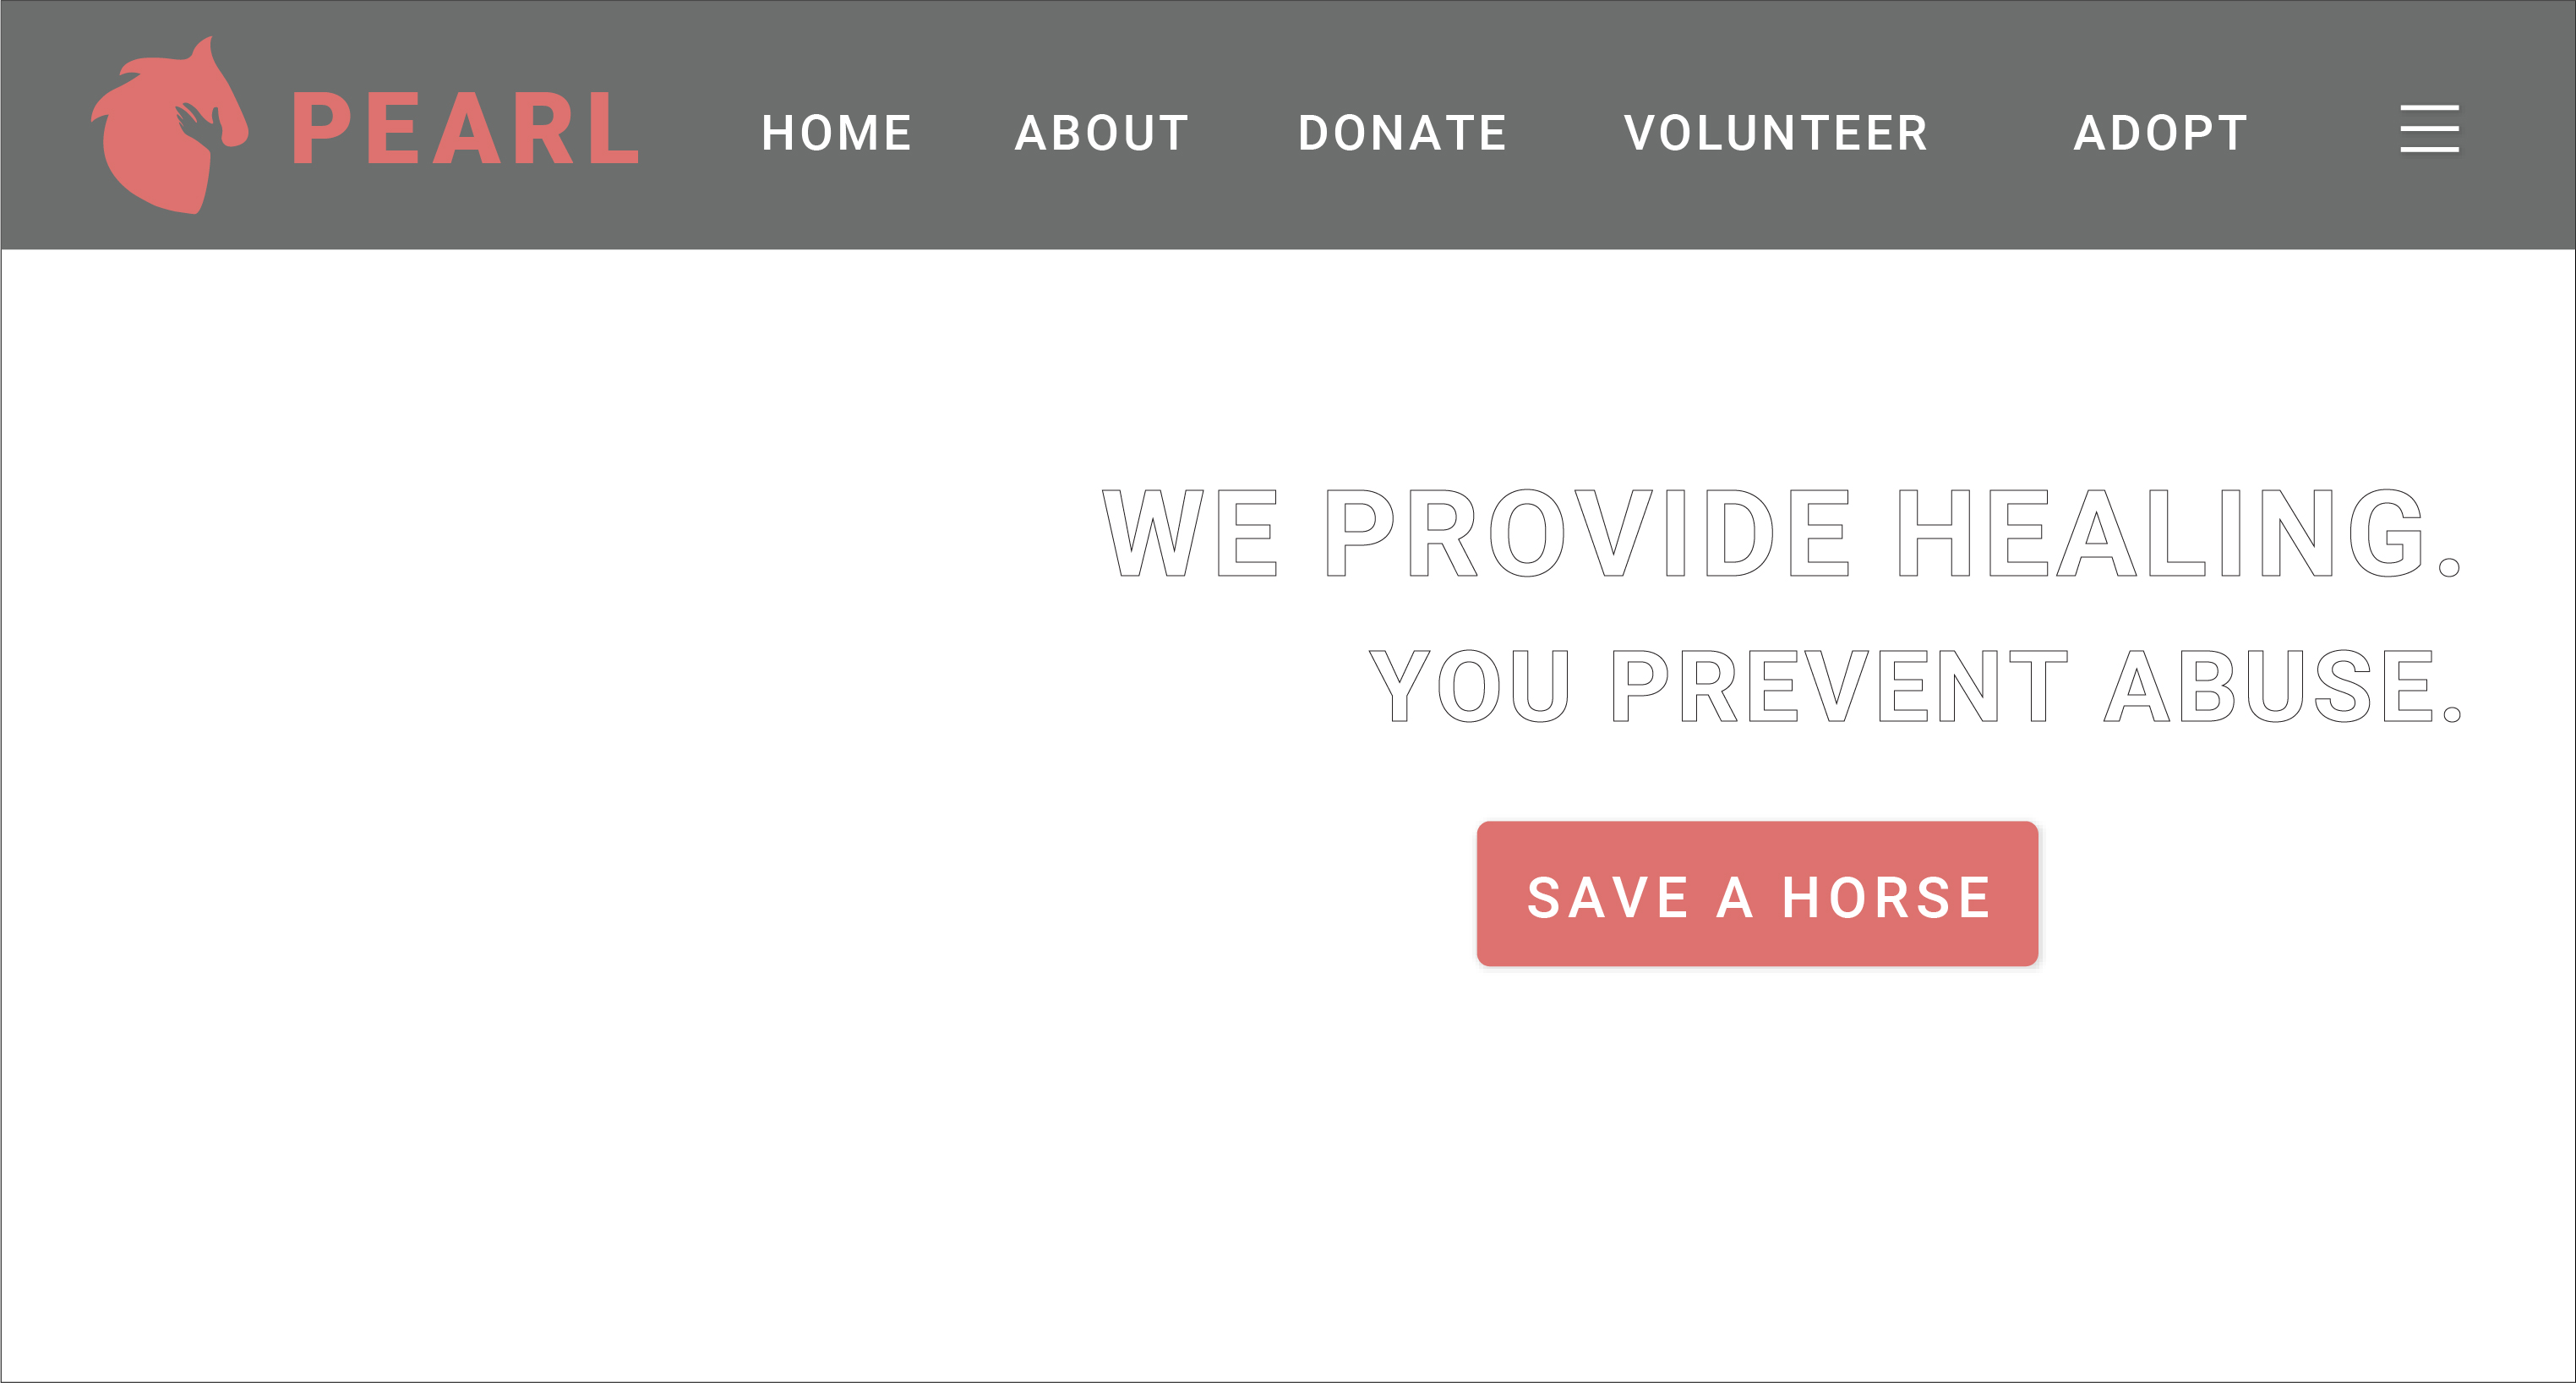 PEARL HOME ABOUT DONATE VOLUNTEER ADOPT
WE PROVIDE HEALING.
YOU PREVENT ABUSE.
SAVE A HORSE